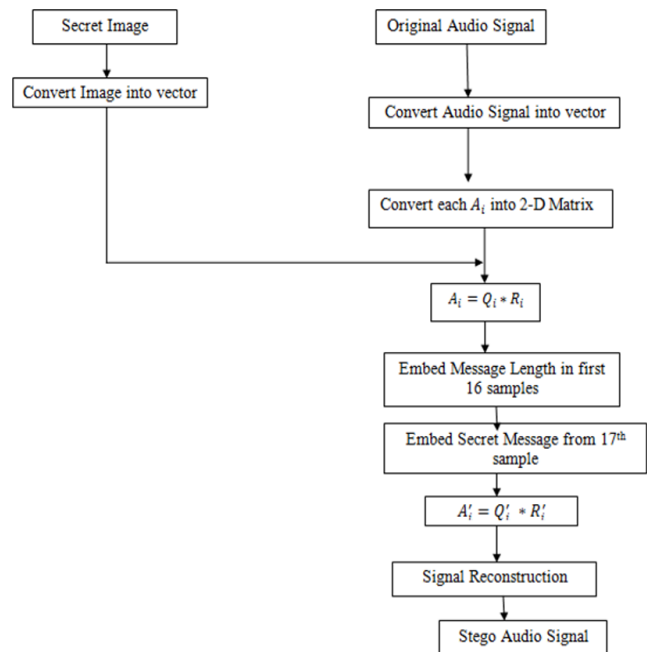 Secret Image
Original Audio Signal
Convert Image into vector
Convert Audio Signal into vector
Convert each A_i into 2-D Matrix
A_i = Q_i * R_i
Embed Message Length in first
16 samples
Embed Secret Message from 17th
sample
A'_i = Q'_i * R'_i
Signal Reconstruction
Stego Audio Signal